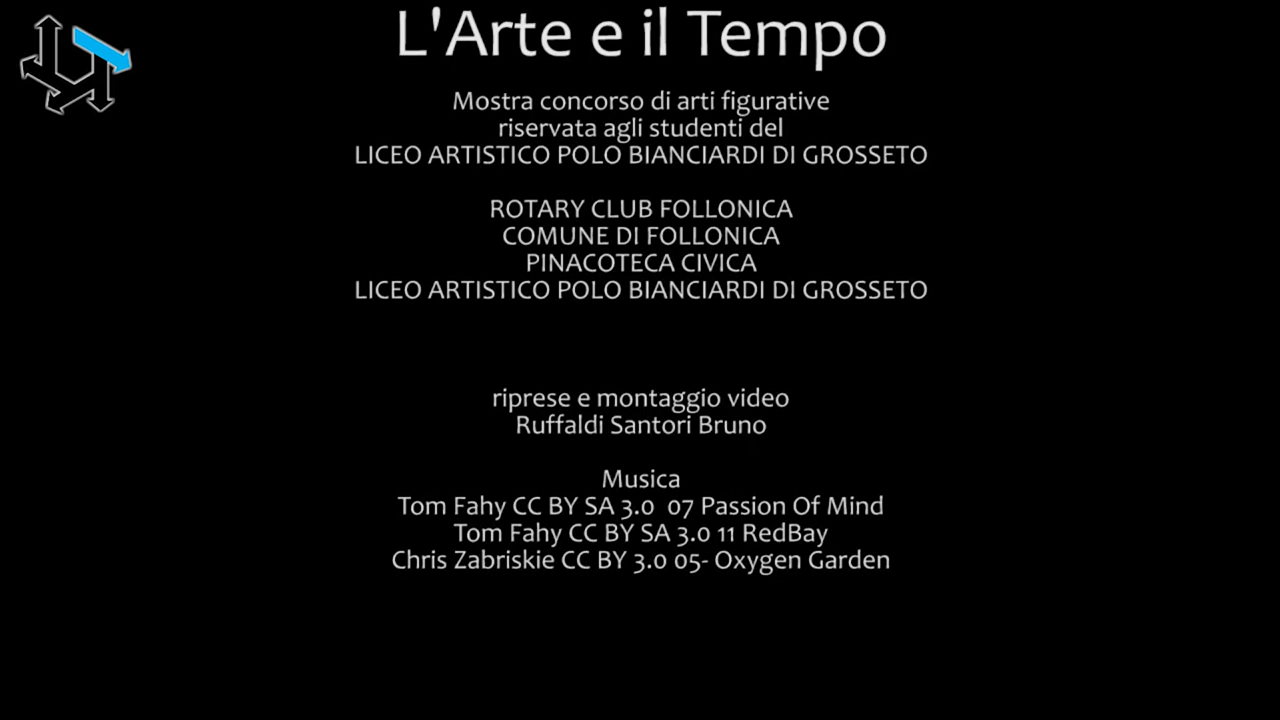 L'Arte e il Tempo
Mostra concorso di arti figurative
riservata agli studenti del
LICEO ARTISTICO POLO BIANCIARDI DI GROSSETO
ROTARY CLUB FOLLONICA
COMUNE DI FOLLONICA
PINACOTECA CIVICA
LICEO ARTISTICO POLO BIANCIARDI DI GROSSETO
riprese e montaggio video
Ruffaldi Santori Bruno
Musica
Tom Fahy CC BY SA 3.0  07 Passion Of Mind
Tom Fahy CC BY SA 3.0 11 RedBay
Chris Zabriskie CC BY 3.0 05- Oxygen Garden